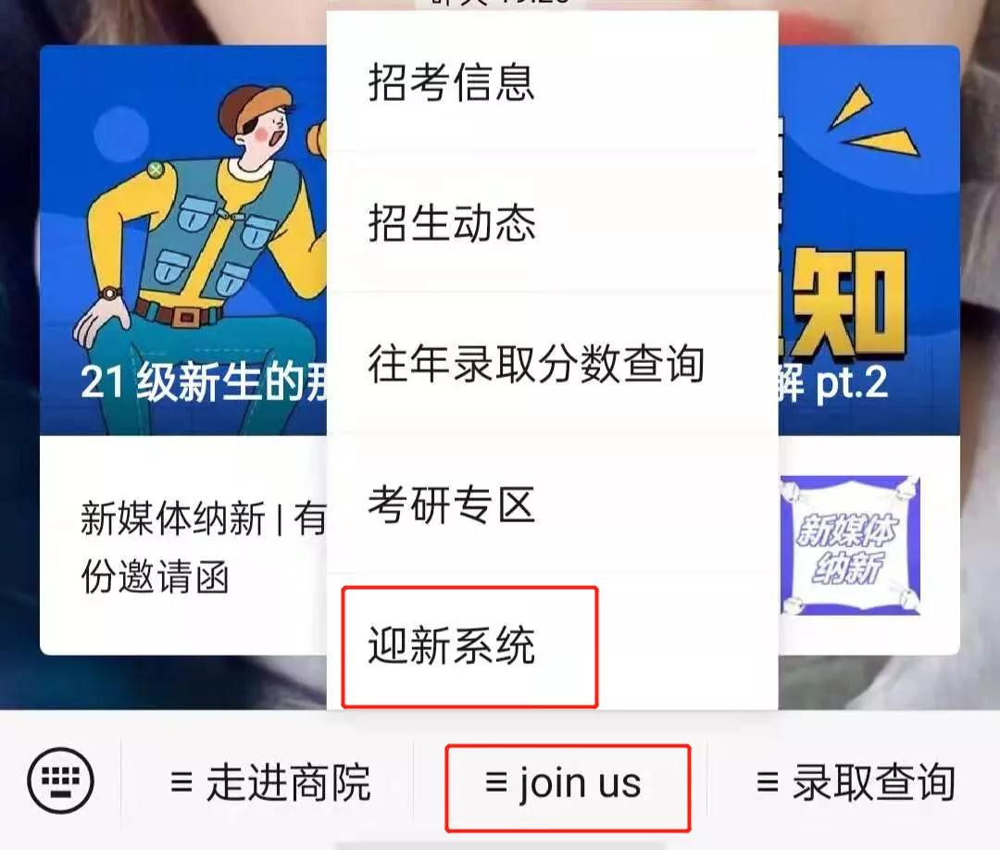 招考信息
招生动态
往年录取分数查询
考研专区
迎新系统
知
21 级新生的
解 pt.2
新媒体纳新 | 有
份邀请函
新媒体
纳新
走进商院
join us
录取查询